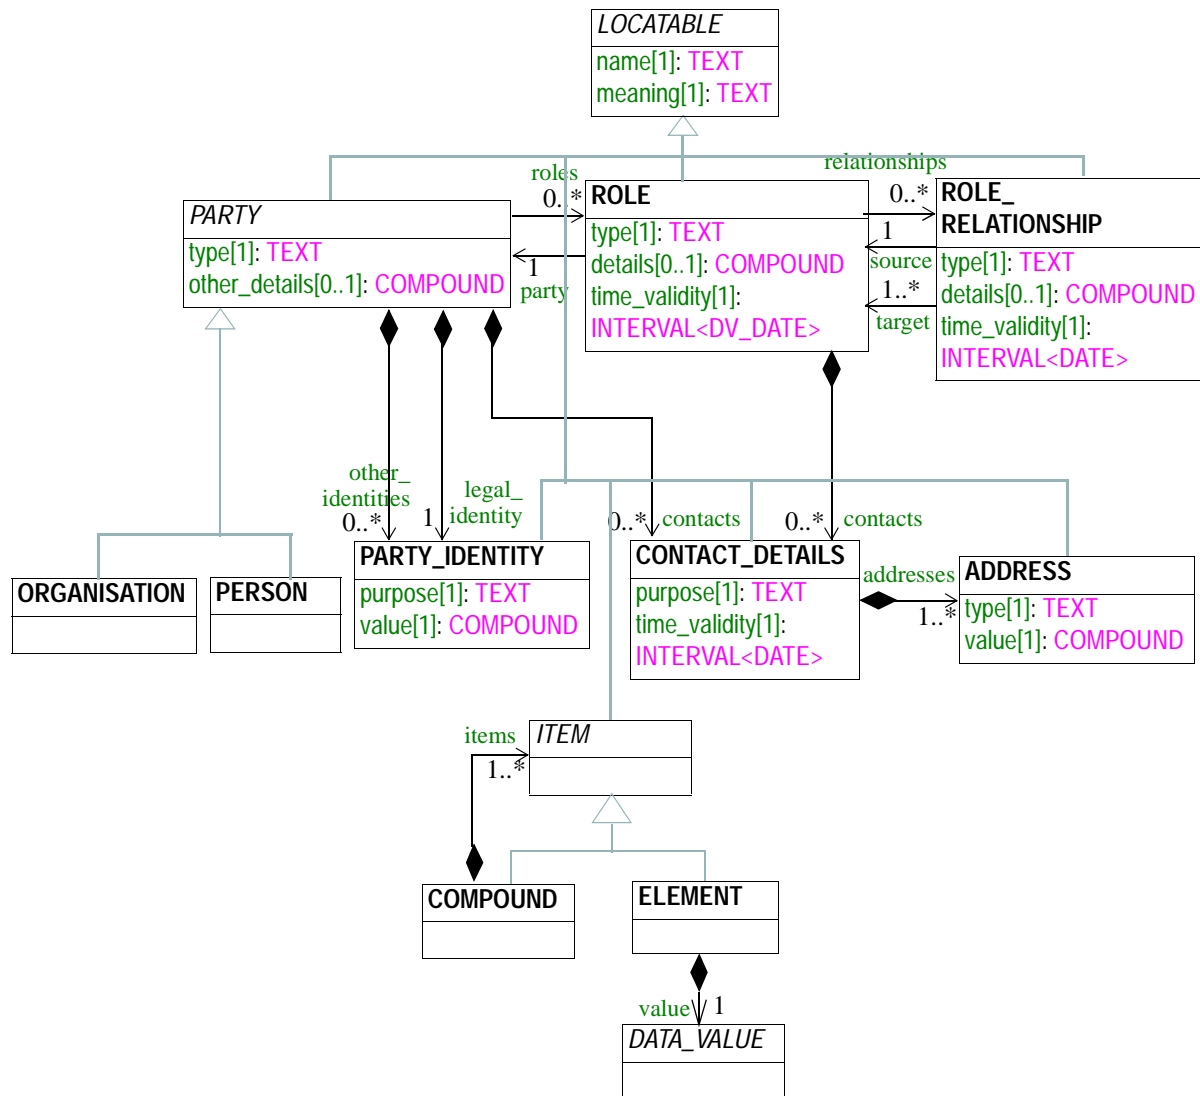 LOCATABLE
name[1]: TEXT
meaning[1]: TEXT
roles
0..*
relationships
0..*
PARTY
type[1]: TEXT
other_details[0..1]: COMPOUND
1
party
ROLE
type[1]: TEXT
details[0..1]: COMPOUND
time_validity[1]:
INTERVAL<DV_DATE>
1
source
1..*
target
ROLE_
RELATIONSHIP
type[1]: TEXT
details[0..1]: COMPOUND
time_validity[1]:
INTERVAL<DATE>
other_
identities
0..*
legal_
identity
1
0..*
contacts
0..*
contacts
ORGANISATION
PERSON
PARTY_IDENTITY
purpose[1]: TEXT
value[1]: COMPOUND
CONTACT_DETAILS
purpose[1]: TEXT
time_validity[1]:
INTERVAL<DATE>
addresses
1..*
ADDRESS
type[1]: TEXT
value[1]: COMPOUND
items
1..*
ITEM
COMPOUND
ELEMENT
value
1
DATA_VALUE